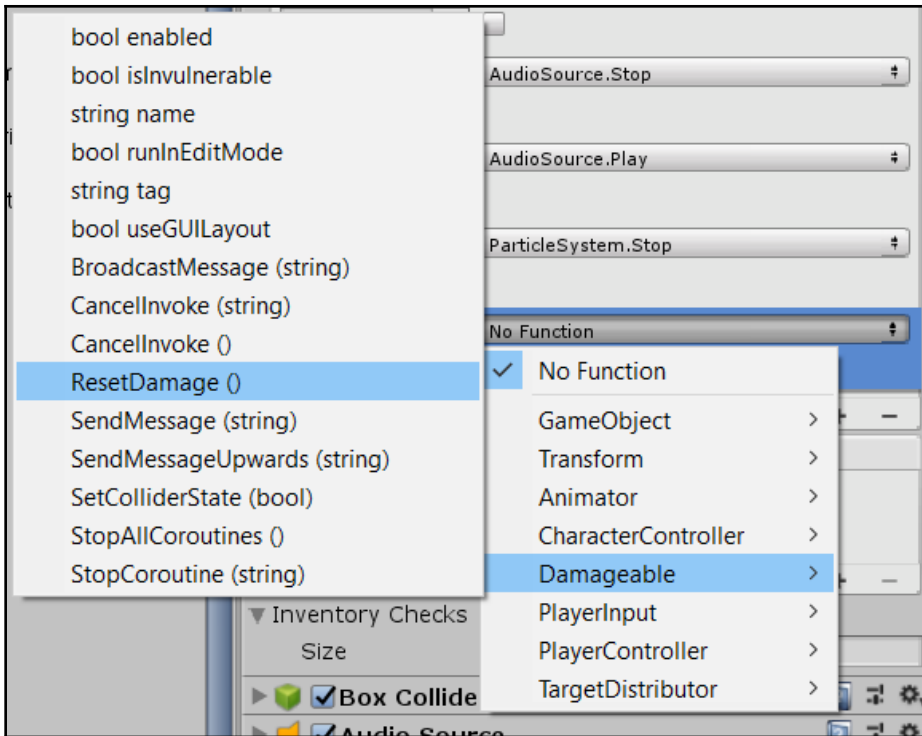 bool enabled
bool isInvulnerable
string name
bool runInEditMode
string tag
bool useGUILayout
BroadcastMessage (string)
CancelInvoke (string)
CancelInvoke ()
ResetDamage ()
SendMessage (string)
SendMessageUpwards (string)
SetColliderState (bool)
StopAllCoroutines ()
StopCoroutine (string)
AudioSource.Stop
AudioSource.Play
ParticleSystem.Stop
No Function
No Function
GameObject
Transform
Animator
CharacterController
Damageable
PlayerInput
PlayerController
TargetDistributor
Inventory Checks
Size
Box Collide
Audio Source